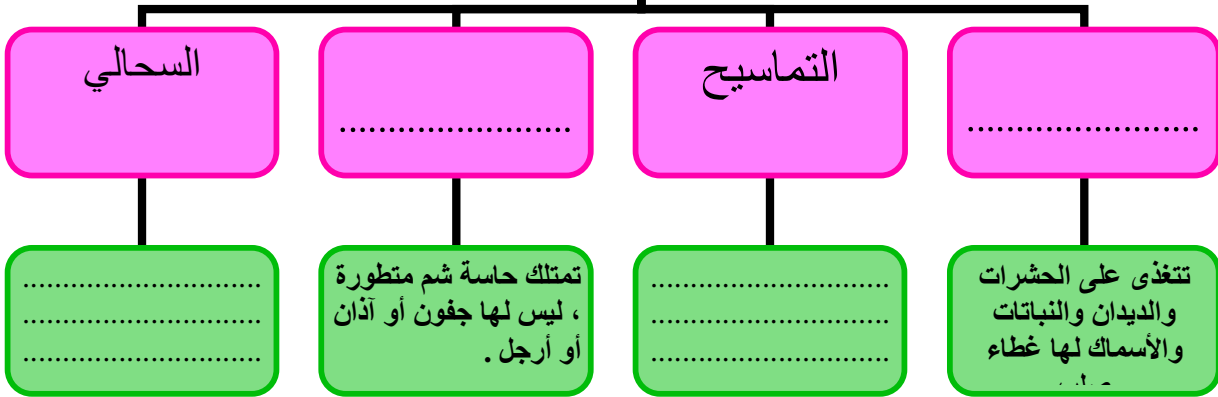 ........................
التماسيح
........................
السحالي
تتغذى على الحشرات
والديدان والنباتات
والأسماك لها غطاء
.............................
.............................
.............................
تمتلك حاسة شم متطورة
، ليس لها جفون أو آذان
أو أرجل .
.............................
.............................
.............................